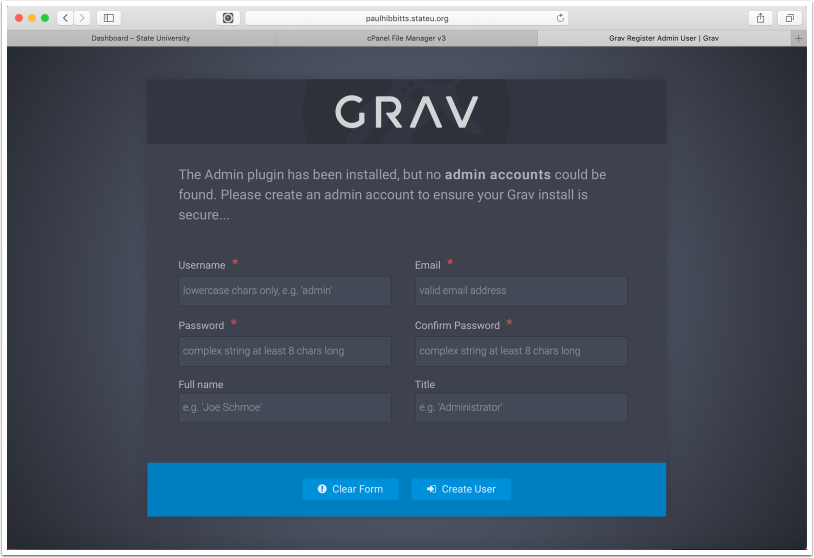 paulhibbitts.stateu.org
Dashboard – State University
cPanel File Manager v3
Grav Register Admin User | Grav
GRAV
The Admin plugin has been installed, but no admin accounts could be
found. Please create an admin account to ensure your Grav install is
secure...
Username *
Email *
lowercase chars only, e.g. 'admin'
valid email address
Password *
Confirm Password *
complex string at least 8 chars long
complex string at least 8 chars long
Full name
Title
e.g. 'Joe Schmoe'
e.g. 'Administrator'
Clear Form
Create User